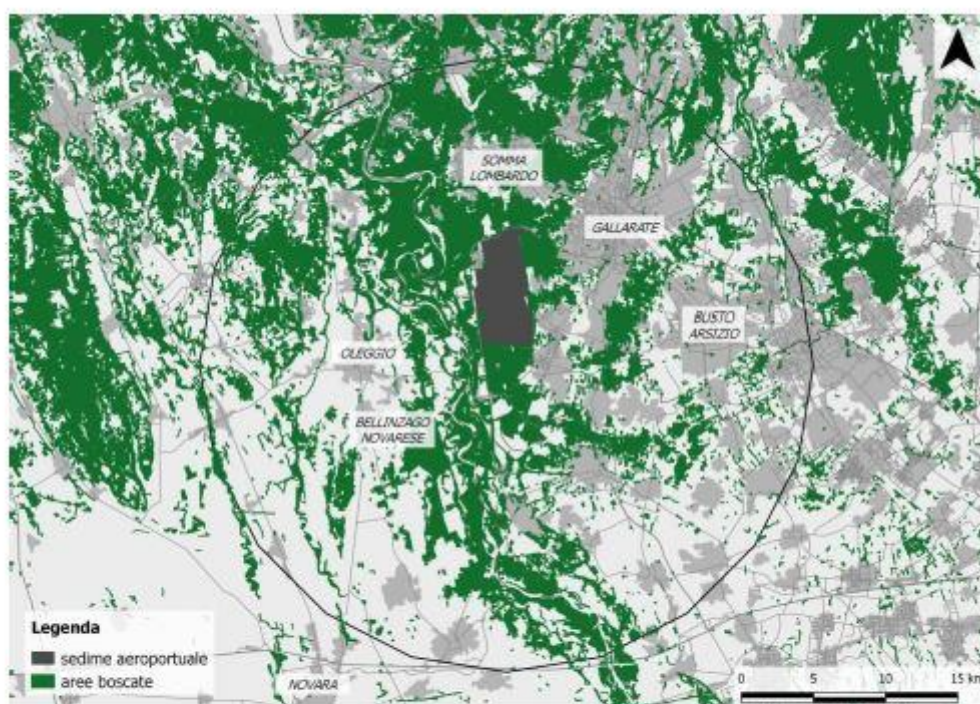 SOMMA
LOMBARDO
GALLARATE
BUSTO
ARSIZIO
OLEGGIO
BELLINZAGO
NOVARESE
Legenda
sedime aeroportuale
aree boscate
NOVARA
0 5 10 15 km